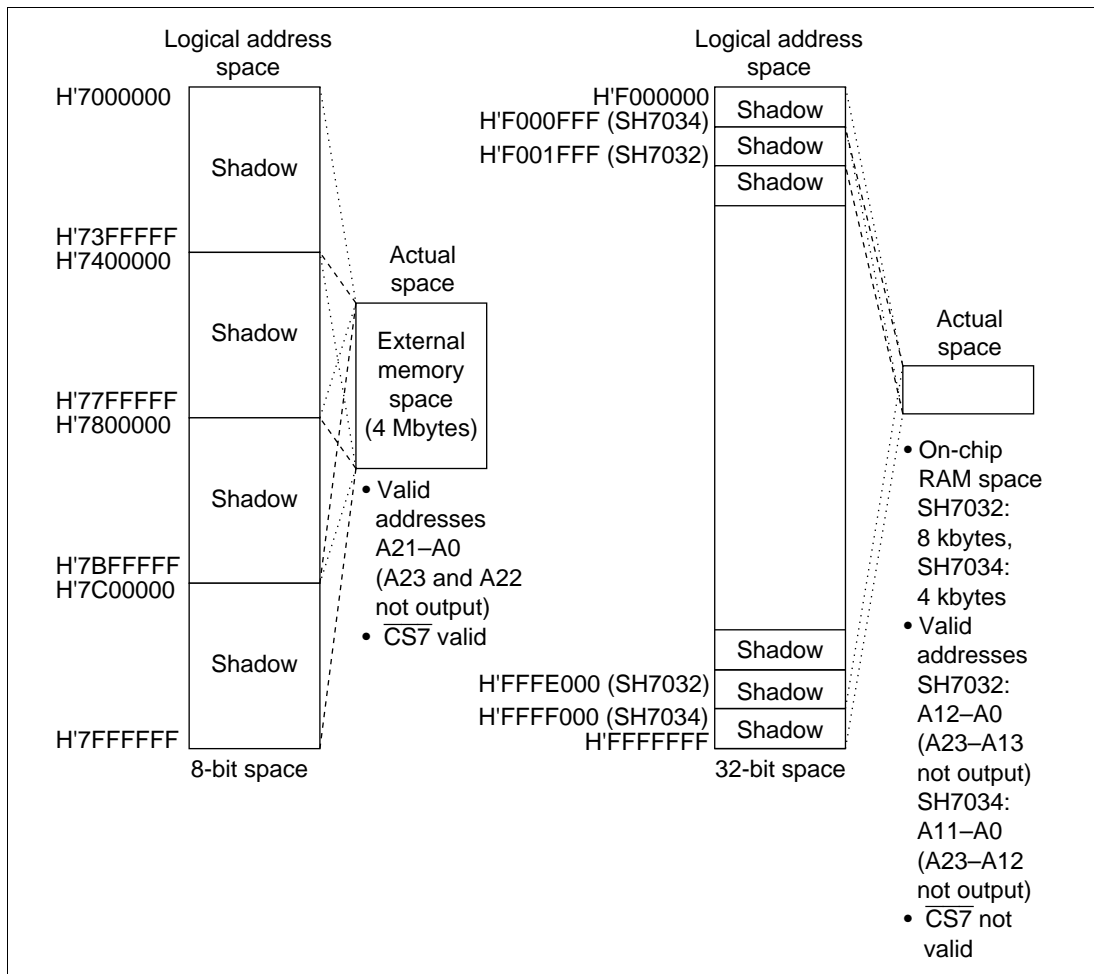 Logical address
space
H'7000000
Shadow
H'73FFFFF
H'7400000
Shadow
H'77FFFFF
H'7800000
Shadow
H'7BFFFFF
H'7C00000
Shadow
H'7FFFFFF
8-bit space
Actual
space
External
memory
space
(4 Mbytes)
• Valid
addresses
A21–A0
(A23 and A22
not output)
• CS7 valid
Logical address
space
H'F000000
Shadow
H'F000FFF (SH7034)
Shadow
H'F001FFF (SH7032)
Shadow
Shadow
H'FFFE000 (SH7032)
Shadow
H'FFFF000 (SH7034)
Shadow
H'FFFFFFF
32-bit space
Actual
space
• On-chip
RAM space
SH7032:
8 kbytes,
SH7034:
4 kbytes
• Valid
addresses
SH7032:
A12–A0
(A23–A13
not output)
SH7034:
A11–A0
(A23–A12
not output)
• CS7 not
valid